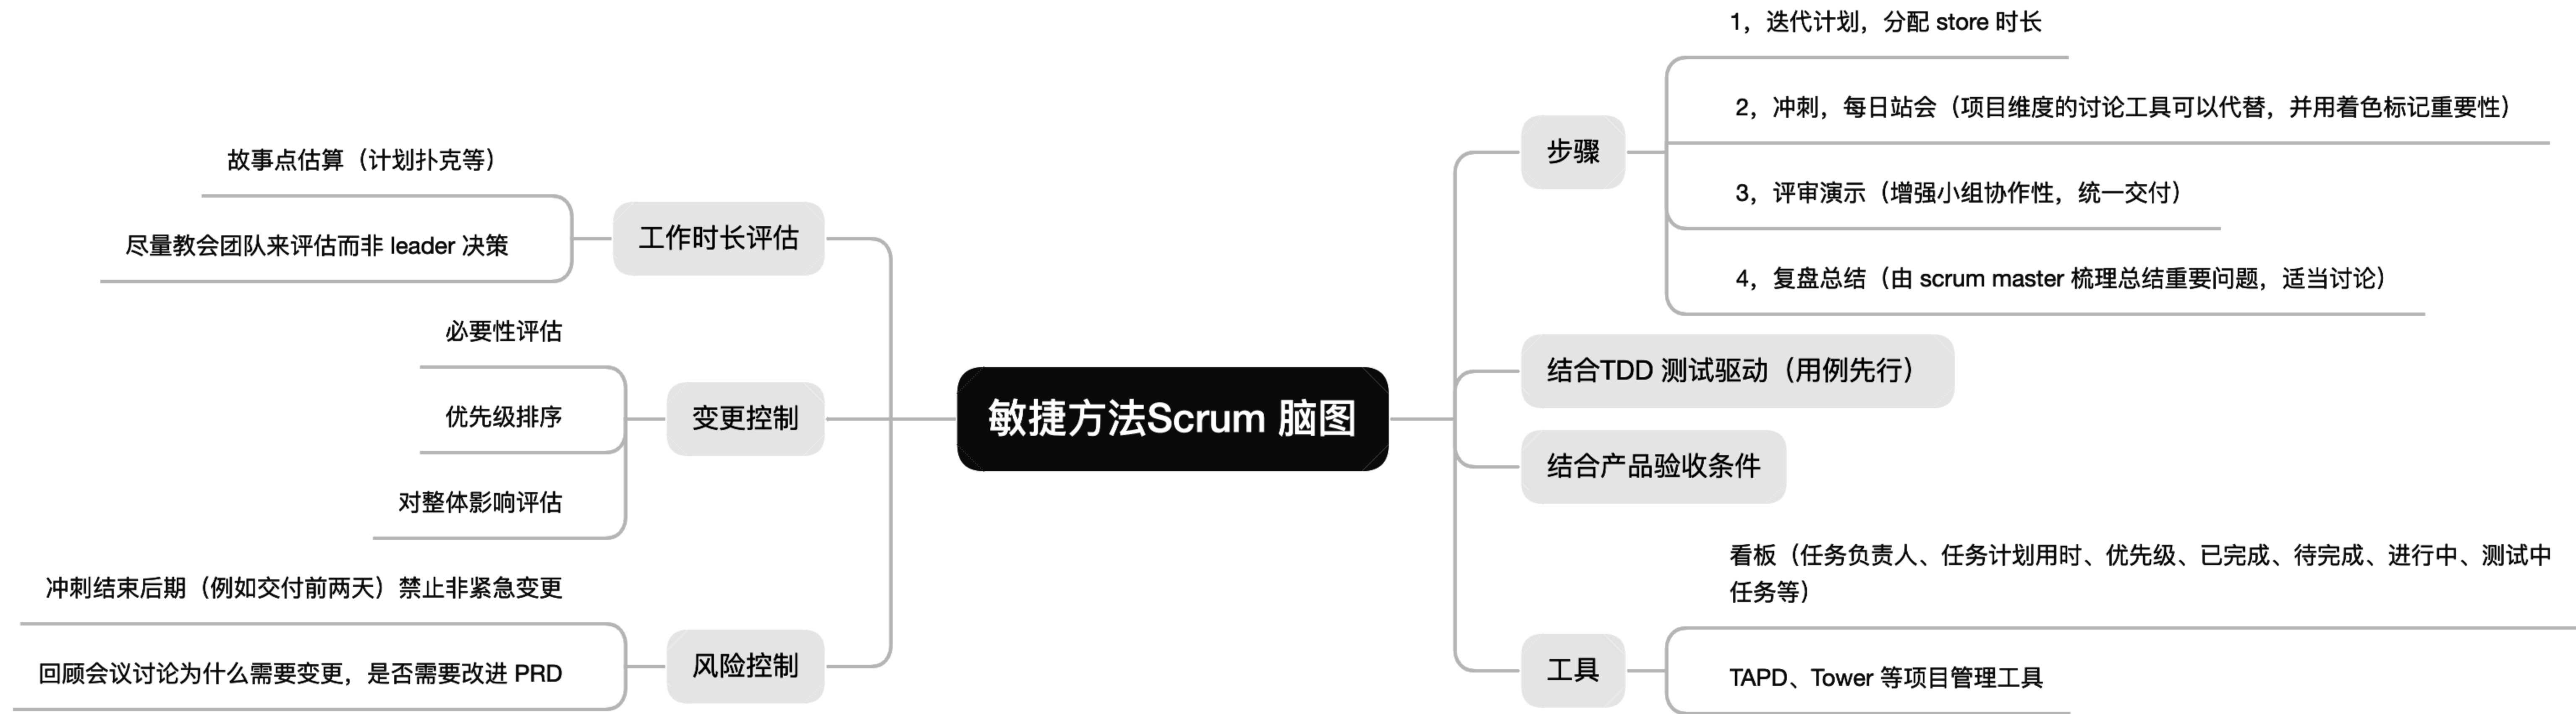 敏捷方法Scrum 脑图
步骤
1，迭代计划，分配 store 时长
2，冲刺，每日站会（项目维度的讨论工具可以代替，并用着色标记重要性）
3，评审演示（增强小组协作性，统一交付）
4，复盘总结（由 scrum master 梳理总结重要问题，适当讨论）
结合TDD 测试驱动（用例先行）
结合产品验收条件
工具
看板（任务负责人、任务计划用时、优先级、已完成、待完成、进行中、测试中
任务等）
TAPD、Tower 等项目管理工具
工作时长评估
故事点估算（计划扑克等）
尽量教会团队来评估而非 leader 决策
变更控制
必要性评估
优先级排序
对整体影响评估
风险控制
冲刺结束后期（例如交付前两天）禁止非紧急变更
回顾会议讨论为什么需要变更，是否需要改进 PRD